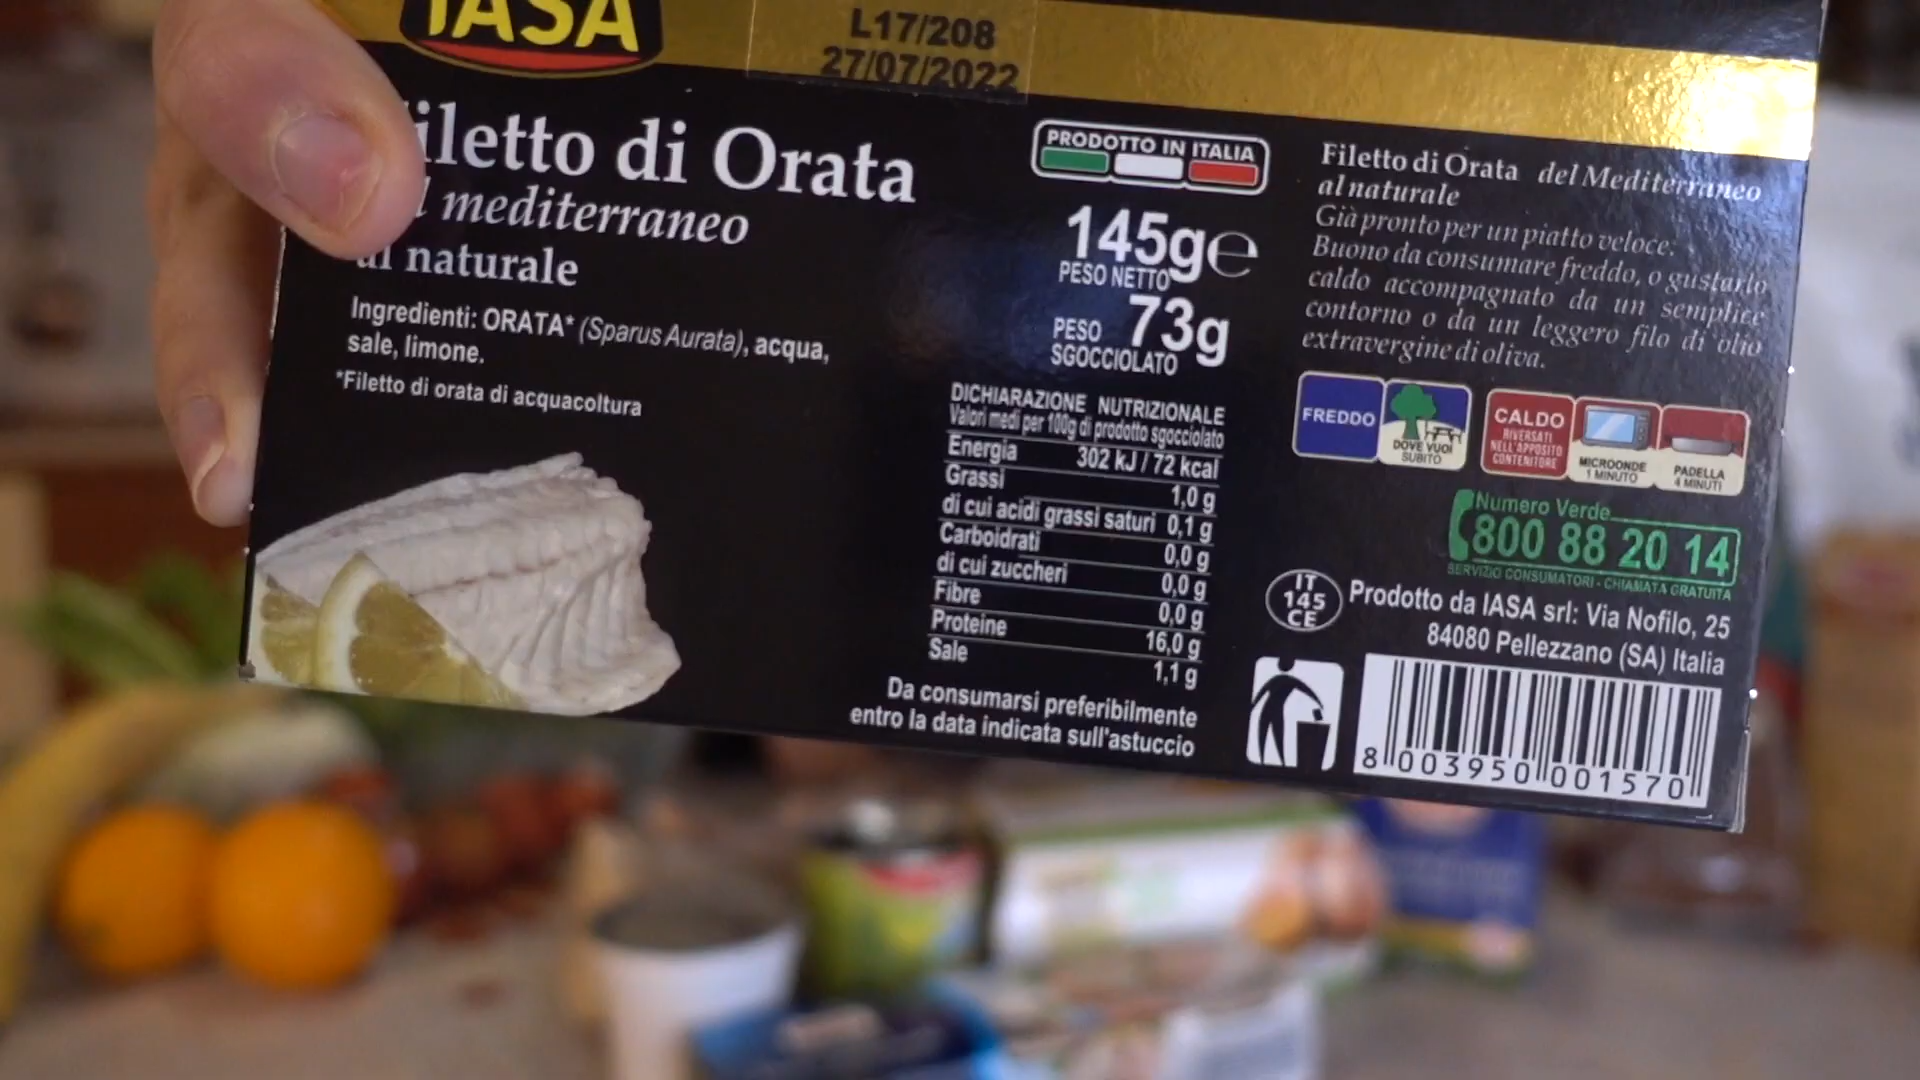 IASA
L17/208
27/07/2022
iletto di Orata
l mediterraneo
al naturale
Ingredienti: ORATA* (Sparus Aurata), acqua,
sale, limone.
*Filetto di orata di acquacoltura
PRODOTTO IN ITALIA
145g e
PESO NETTO
PESO 73g
SGOCCIOLATO
DICHIARAZIONE NUTRIZIONALE
Valori medi per 100g di prodotto sgocciolato
Energia 302 kJ / 72 kcal
Grassi 1,0 g
di cui acidi grassi saturi 0,1 g
Carboidrati 0,0 g
di cui zuccheri 0,0 g
Fibre 0,0 g
Proteine 16,0 g
Sale 1,1 g
Da consumarsi preferibilmente
entro la data indicata sull'astuccio
Filetto di Orata del Mediterraneo
al naturale
Già pronto per un piatto veloce.
Buono da consumare freddo, o gustarlo
caldo accompagnato da un semplice
contorno o da un leggero filo di olio
extravergine di oliva.
FREDDO
DOVE VUOI
SUBITO
CALDO
RIVERSATI
NELL'APPOSITO
CONTENITORE
MICROONDE
1 MINUTO
PADELLA
4 MINUTI
Numero Verde
800 88 20 14
SERVIZIO CONSUMATORI - CHIAMATA GRATUITA
IT
145
CE
Prodotto da IASA srl: Via Nofilo, 25
84080 Pellezzano (SA) Italia
8 003950 001570